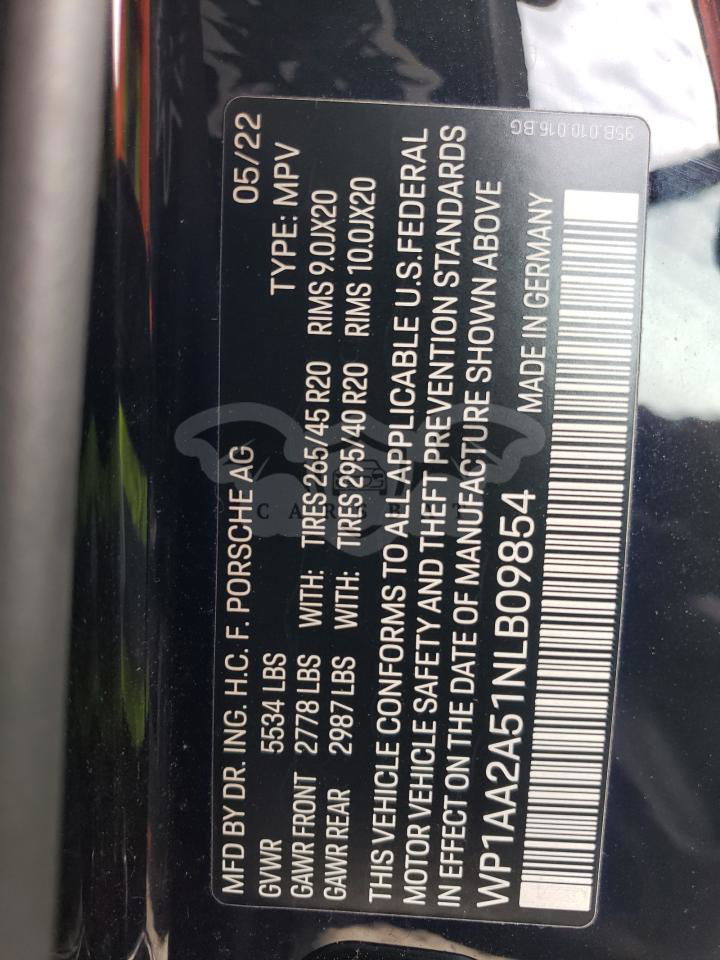 95B.010.016.BG
MFD BY DR. ING. H.C. F. PORSCHE AG 05/22
GVWR 5534 LBS TYPE: MPV
GAWR FRONT 2778 LBS WITH: TIRES 265/45 R20 RIMS 9.0JX20
GAWR REAR 2987 LBS WITH: TIRES 295/40 R20 RIMS 10.0JX20
THIS VEHICLE CONFORMS TO ALL APPLICABLE U.S. FEDERAL
MOTOR VEHICLE SAFETY AND THEFT PREVENTION STANDARDS
IN EFFECT ON THE DATE OF MANUFACTURE SHOWN ABOVE
WP1AA2A51NLB09854 MADE IN GERMANY